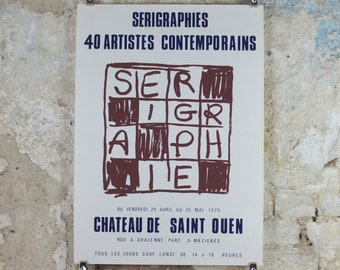 SERIGRAPHIES
40 ARTISTES CONTEMPORAINS
SER
IGR
A PH
IE
DU VENDREDI 25 AVRIL AU 25 MAI 1975
CHATEAU DE SAINT OUEN
RUE A DHALENNE PARC A MEZIERES
TOUS LES JOURS SAUF LUNDI DE 14 A 18 HEURES